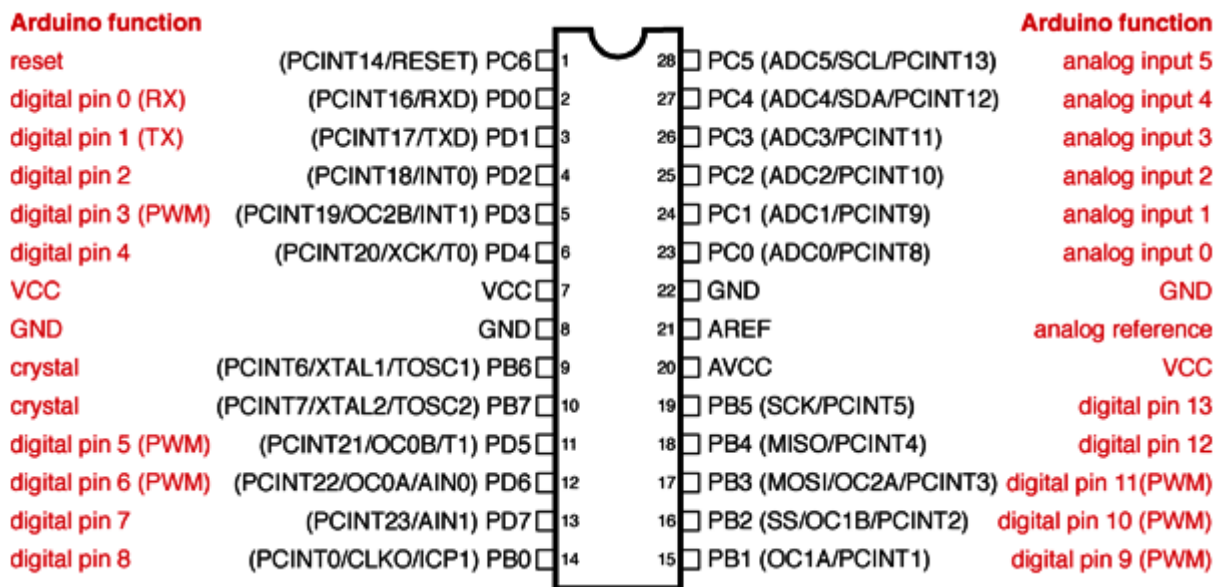 Arduino function Arduino function
reset (PCINT14/RESET) PC6 1 28 PC5 (ADC5/SCL/PCINT13) analog input 5
digital pin 0 (RX) (PCINT16/RXD) PD0 2 27 PC4 (ADC4/SDA/PCINT12) analog input 4
digital pin 1 (TX) (PCINT17/TXD) PD1 3 26 PC3 (ADC3/PCINT11) analog input 3
digital pin 2 (PCINT18/INT0) PD2 4 25 PC2 (ADC2/PCINT10) analog input 2
digital pin 3 (PWM) (PCINT19/OC2B/INT1) PD3 5 24 PC1 (ADC1/PCINT9) analog input 1
digital pin 4 (PCINT20/XCK/T0) PD4 6 23 PC0 (ADC0/PCINT8) analog input 0
VCC VCC 7 22 GND GND
GND GND 8 21 AREF analog reference
crystal (PCINT6/XTAL1/TOSC1) PB6 9 20 AVCC VCC
crystal (PCINT7/XTAL2/TOSC2) PB7 10 19 PB5 (SCK/PCINT5) digital pin 13
digital pin 5 (PWM) (PCINT21/OC0B/T1) PD5 11 18 PB4 (MISO/PCINT4) digital pin 12
digital pin 6 (PWM) (PCINT22/OC0A/AIN0) PD6 12 17 PB3 (MOSI/OC2A/PCINT3) digital pin 11(PWM)
digital pin 7 (PCINT23/AIN1) PD7 13 16 PB2 (SS/OC1B/PCINT2) digital pin 10 (PWM)
digital pin 8 (PCINT0/CLKO/ICP1) PB0 14 15 PB1 (OC1A/PCINT1) digital pin 9 (PWM)